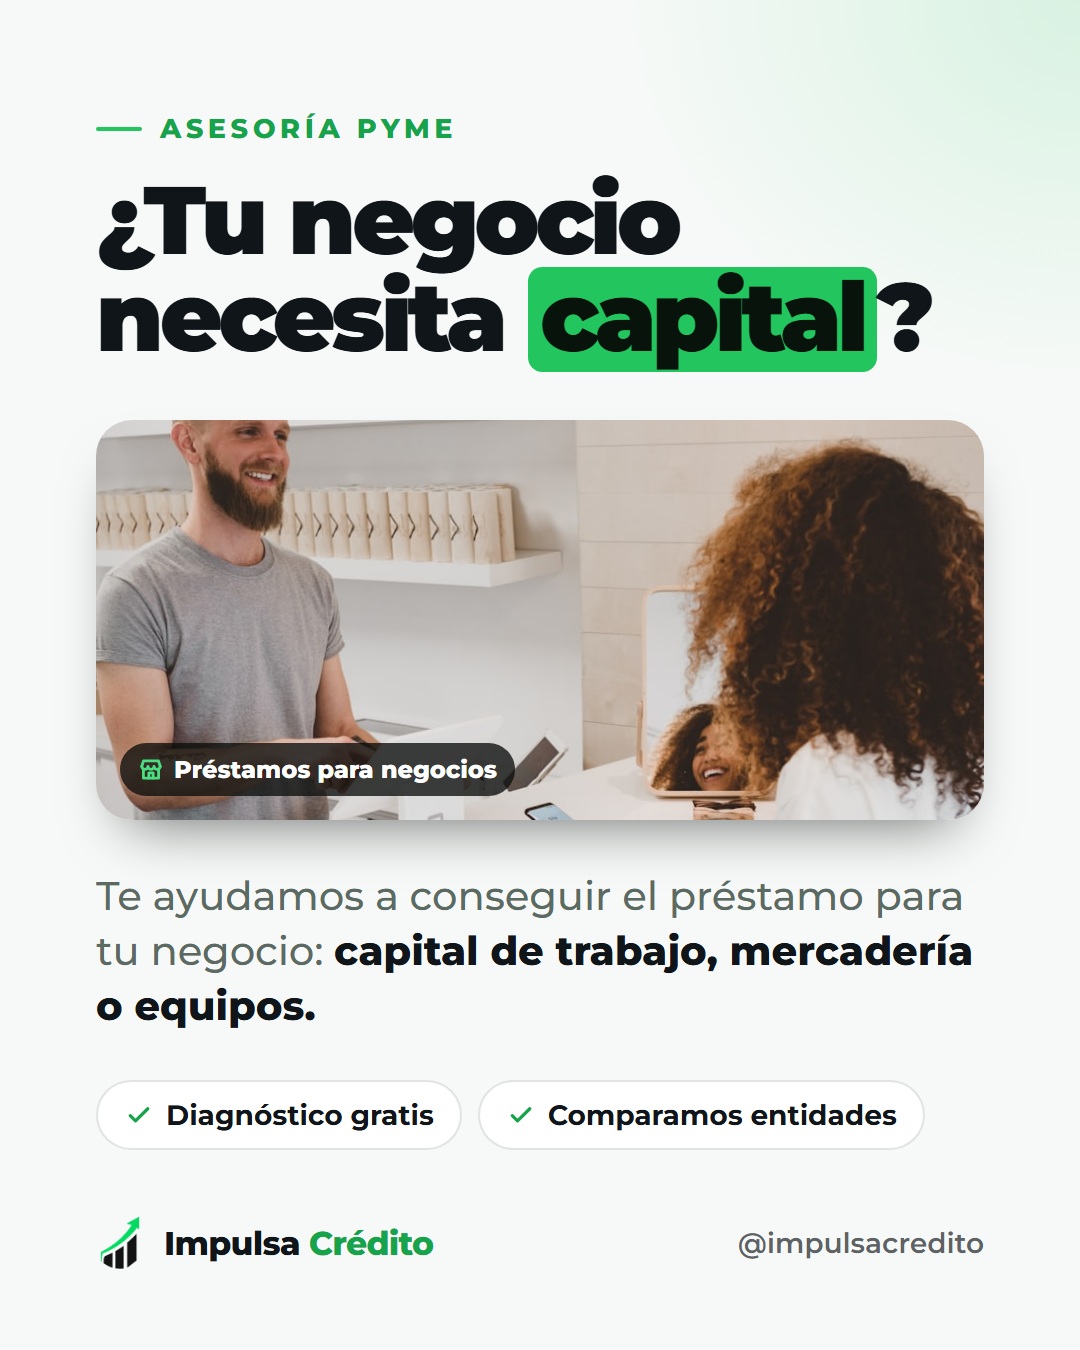 ASESORÍA PYME
¿Tu negocio
necesita capital?
Préstamos para negocios
Te ayudamos a conseguir el préstamo para
tu negocio: capital de trabajo, mercadería
o equipos.
Diagnóstico gratis
Comparamos entidades
Impulsa Crédito
@impulsacredito